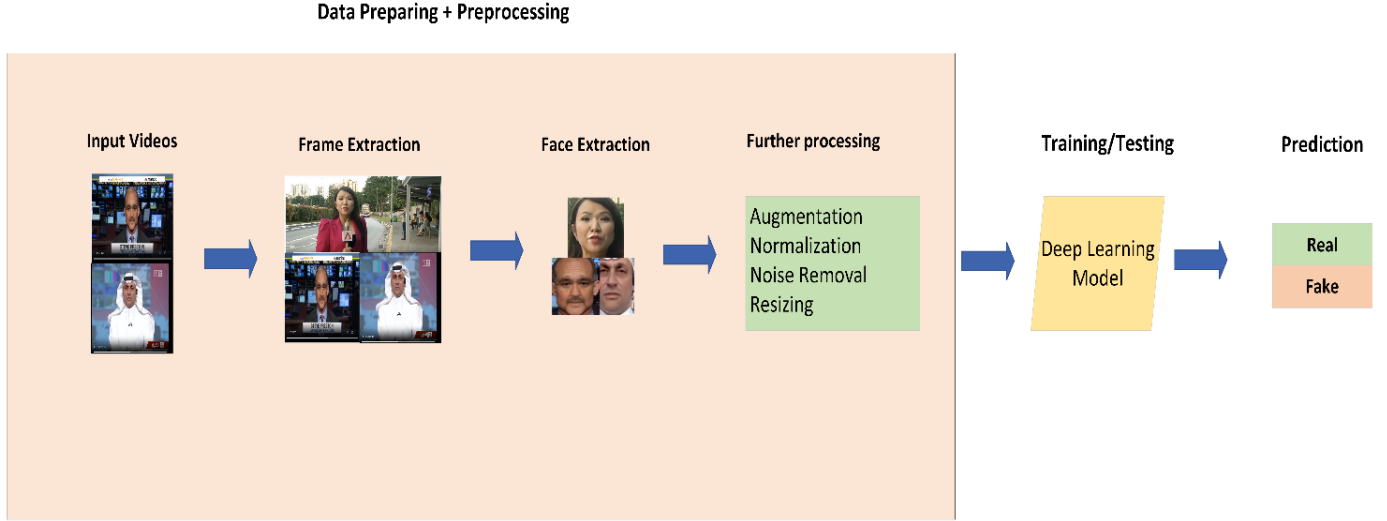 Data Preparing + Preprocessing
Input Videos
Frame Extraction
Face Extraction
Further processing
Training/Testing
Prediction
Augmentation
Normalization
Noise Removal
Resizing
Deep Learning
Model
Real
Fake